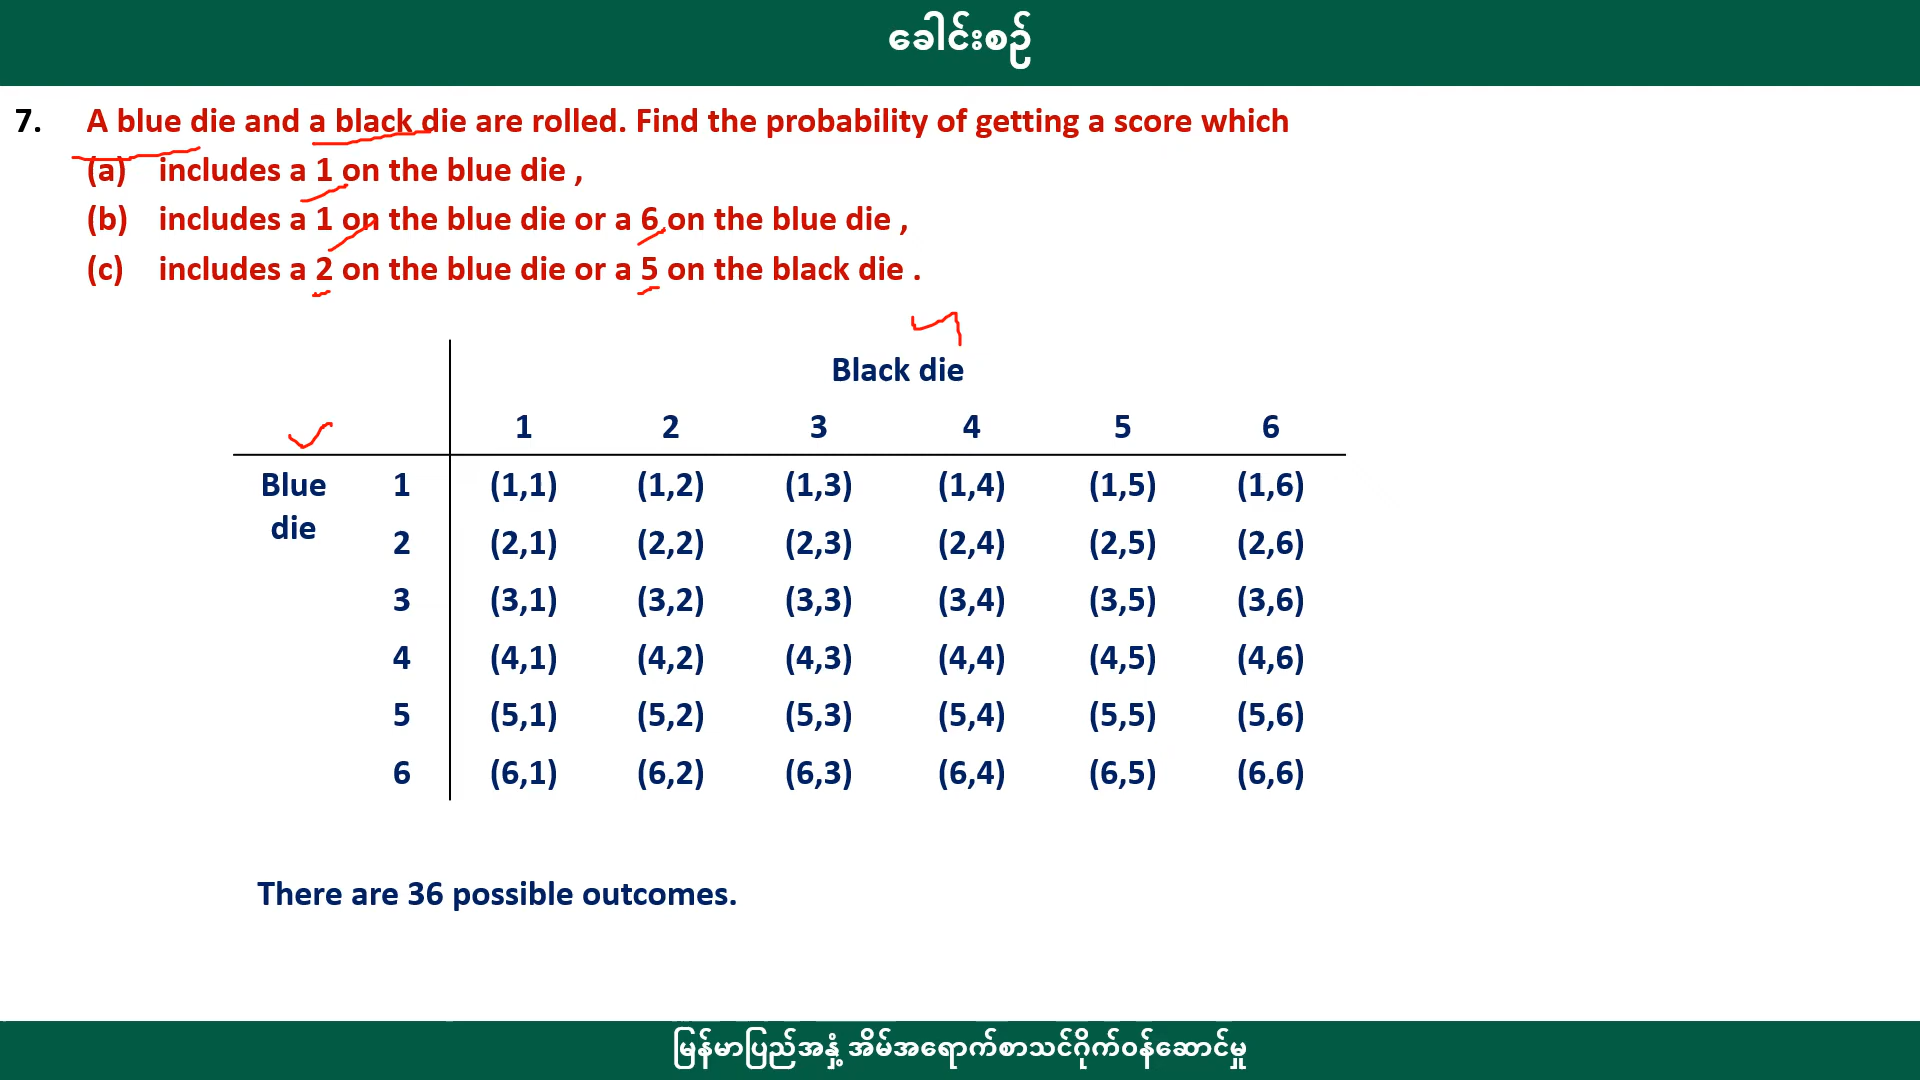 ခေါင်းစဉ်
7. A blue die and a black die are rolled. Find the probability of getting a score which
(a) includes a 1 on the blue die ,
(b) includes a 1 on the blue die or a 6 on the blue die ,
(c) includes a 2 on the blue die or a 5 on the black die .
Black die
1 2 3 4 5 6
Blue die 1 (1,1) (1,2) (1,3) (1,4) (1,5) (1,6)
2 (2,1) (2,2) (2,3) (2,4) (2,5) (2,6)
3 (3,1) (3,2) (3,3) (3,4) (3,5) (3,6)
4 (4,1) (4,2) (4,3) (4,4) (4,5) (4,6)
5 (5,1) (5,2) (5,3) (5,4) (5,5) (5,6)
6 (6,1) (6,2) (6,3) (6,4) (6,5) (6,6)
There are 36 possible outcomes.
မြန်မာပြည်အနှံ့ အိမ်အရောက်စာသင်ဂိုက်ဝန်ဆောင်မှု